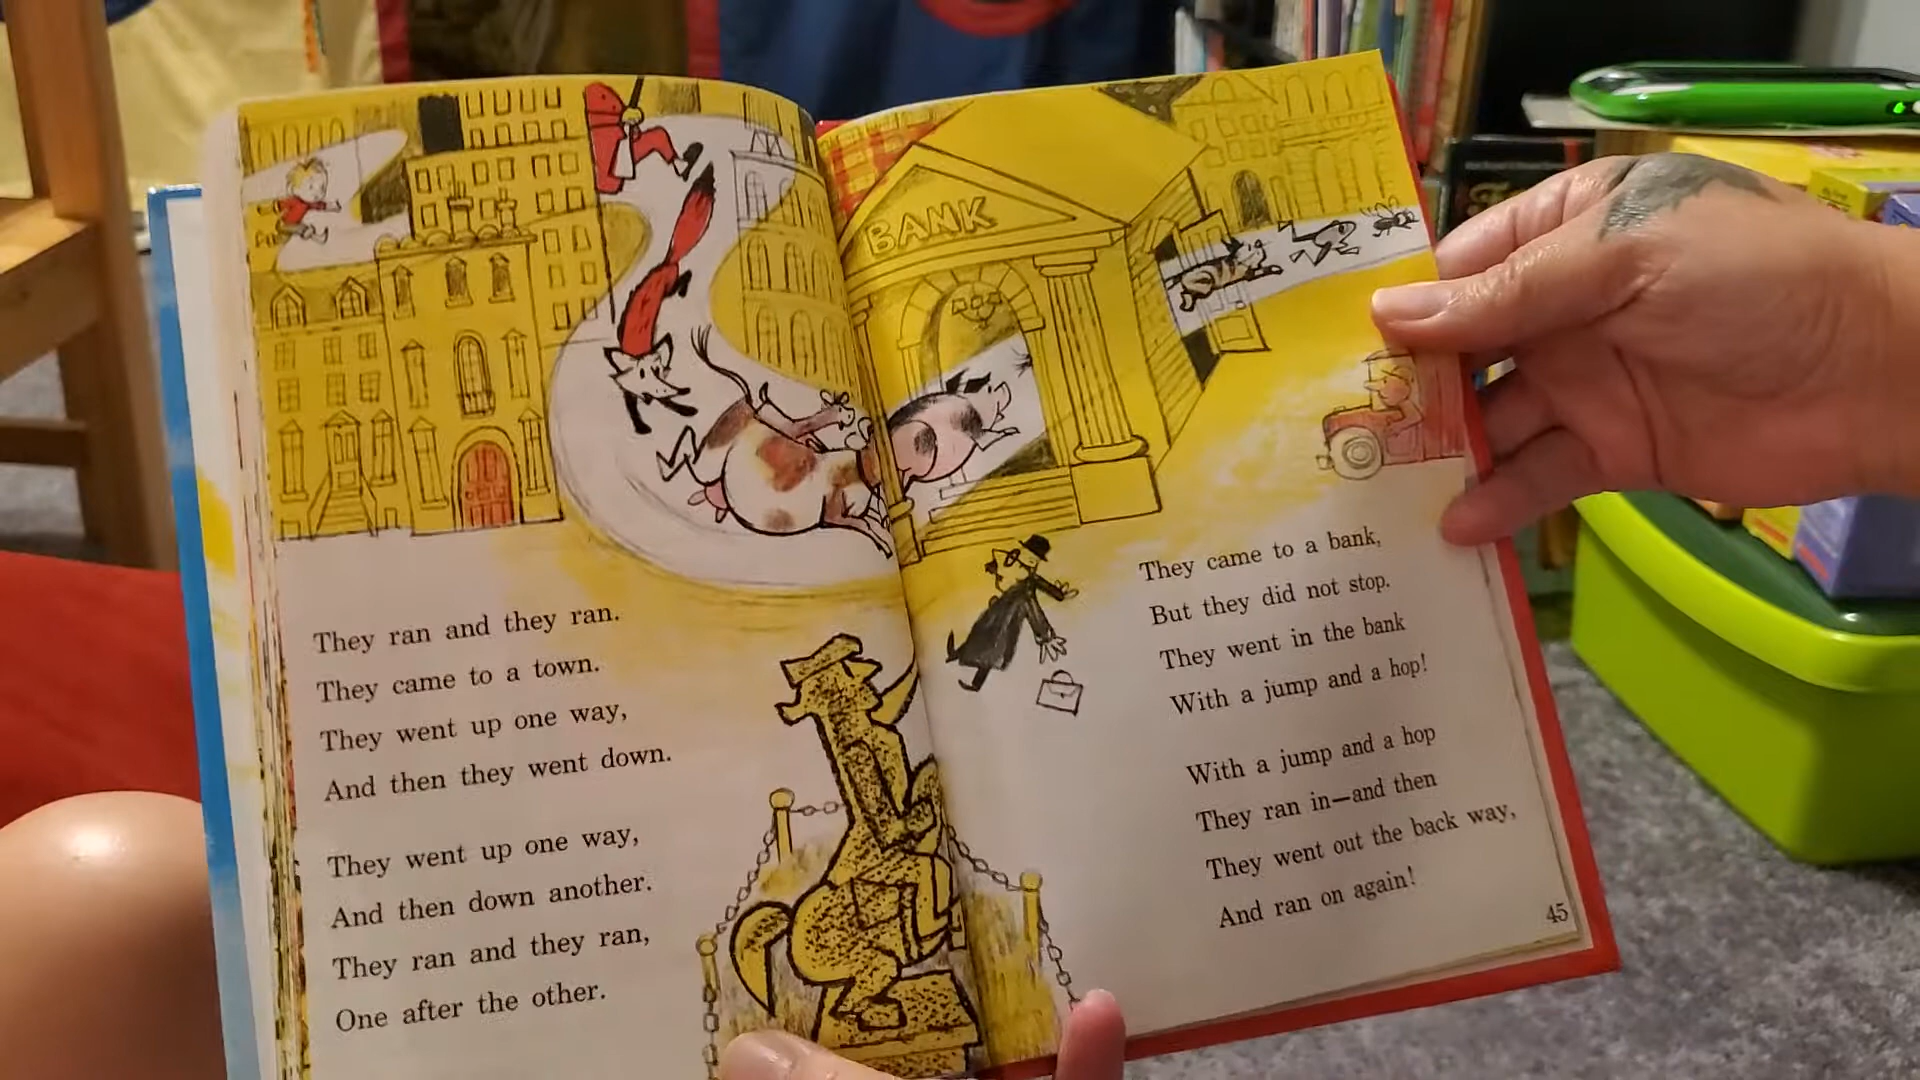 BANK
They ran and they ran.
They came to a town.
They went up one way,
And then they went down.
They went up one way,
And then down another.
They ran and they ran,
One after the other.
They came to a bank,
But they did not stop.
They went in the bank
With a jump and a hop!
With a jump and a hop
They ran in—and then
They went out the back way,
And ran on again!
45